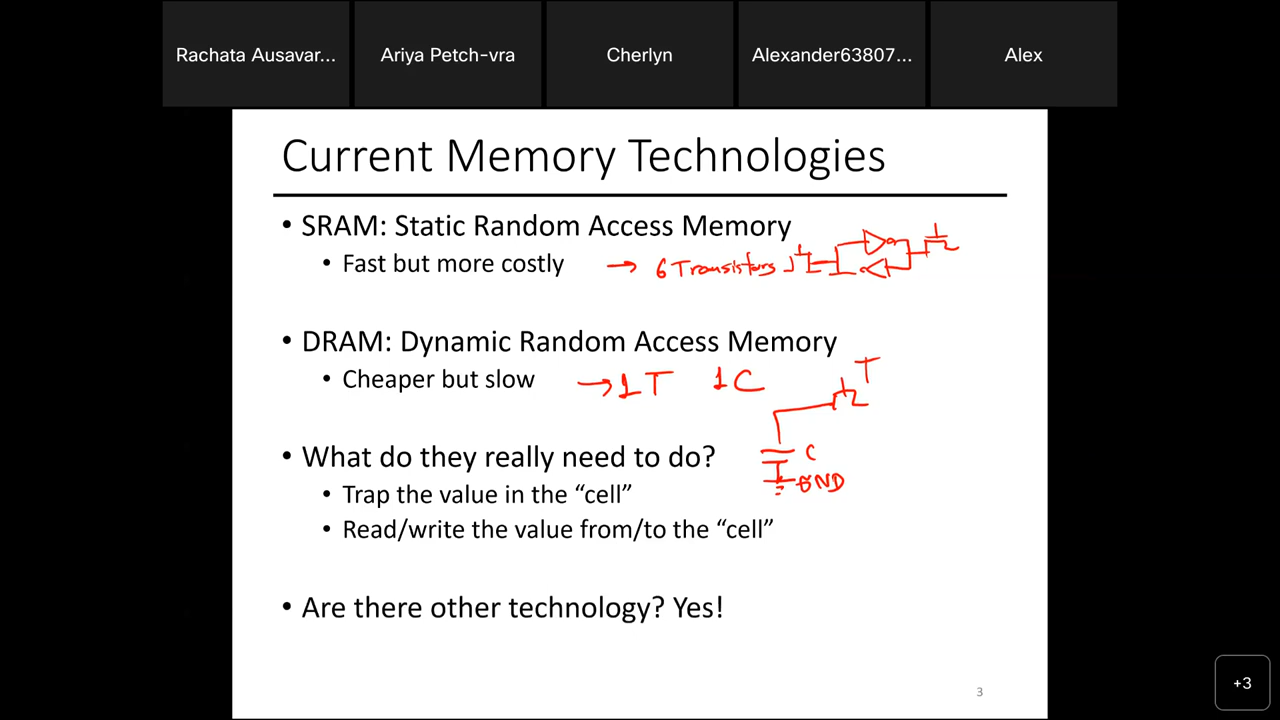 Rachata Ausavar... Ariya Petch-vra Cherlyn Alexander63807... Alex
Current Memory Technologies
• SRAM: Static Random Access Memory
• Fast but more costly → 6 Transistors
• DRAM: Dynamic Random Access Memory
• Cheaper but slow → 1T 1C
T
• What do they really need to do?
C
• Trap the value in the “cell”
GND
• Read/write the value from/to the “cell”
• Are there other technology? Yes!
3
+3